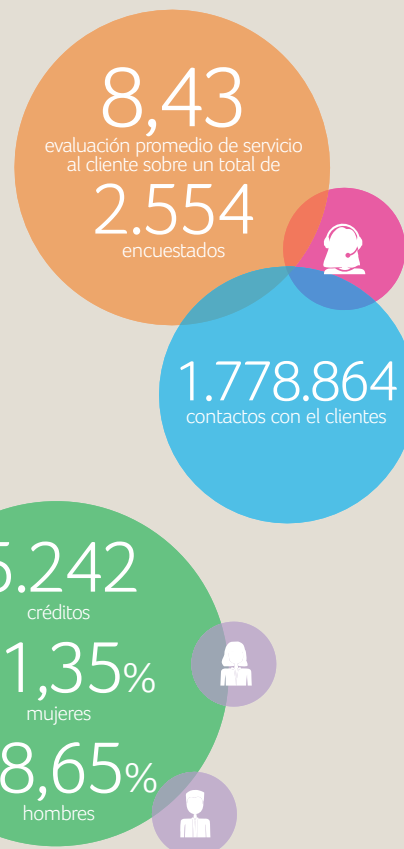 8,43
evaluación promedio de servicio
al cliente sobre un total de
2.554
encuestados
1.778.864
contactos con el clientes
5.242
créditos
1,35%
mujeres
8,65%
hombres